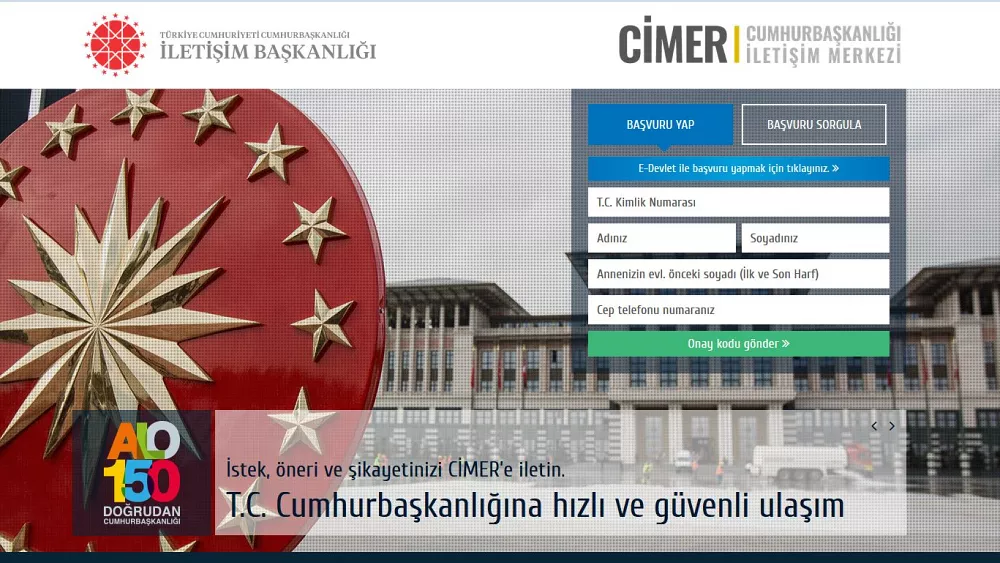 TÜRKİYE CUMHURİYETİ CUMHURBAŞKANLIĞI
İLETİŞİM BAŞKANLIĞI
CİMER
CUMHURBAŞKANLIĞI
İLETİŞİM MERKEZİ
BAŞVURU YAP
BAŞVURU SORGULA
E-Devlet ile başvuru yapmak için tıklayınız. »
T.C. Kimlik Numarası
Adınız
Soyadınız
Annenizin evl. önceki soyadı (İlk ve Son Harf)
Cep telefonu numaranız
Onay kodu gönder »
ALO
150
DOĞRUDAN
CUMHURBAŞKANLIĞI
İstek, öneri ve şikayetinizi CİMER'e iletin.
T.C. Cumhurbaşkanlığına hızlı ve güvenli ulaşım